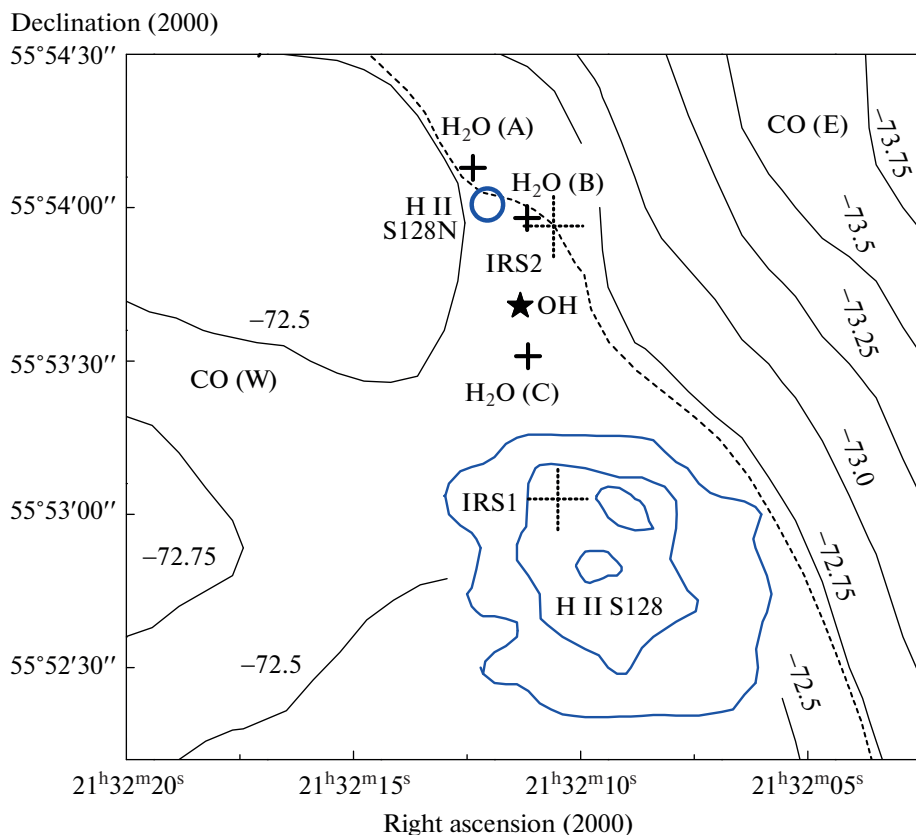 Declination (2000)
55°54′30′′
CO (E)
−73.75
H₂O (A)
55°54′00′′
H II
S128N
H₂O (B)
−73.5
IRS2
−72.5
OH
−73.25
55°53′30′′
CO (W)
H₂O (C)
−73.0
55°53′00′′
IRS1
−72.75
−72.75
H II S128
55°52′30′′
−72.5
−72.5
21ʰ32ᵐ20ˢ
21ʰ32ᵐ15ˢ
21ʰ32ᵐ10ˢ
21ʰ32ᵐ05ˢ
Right ascension (2000)